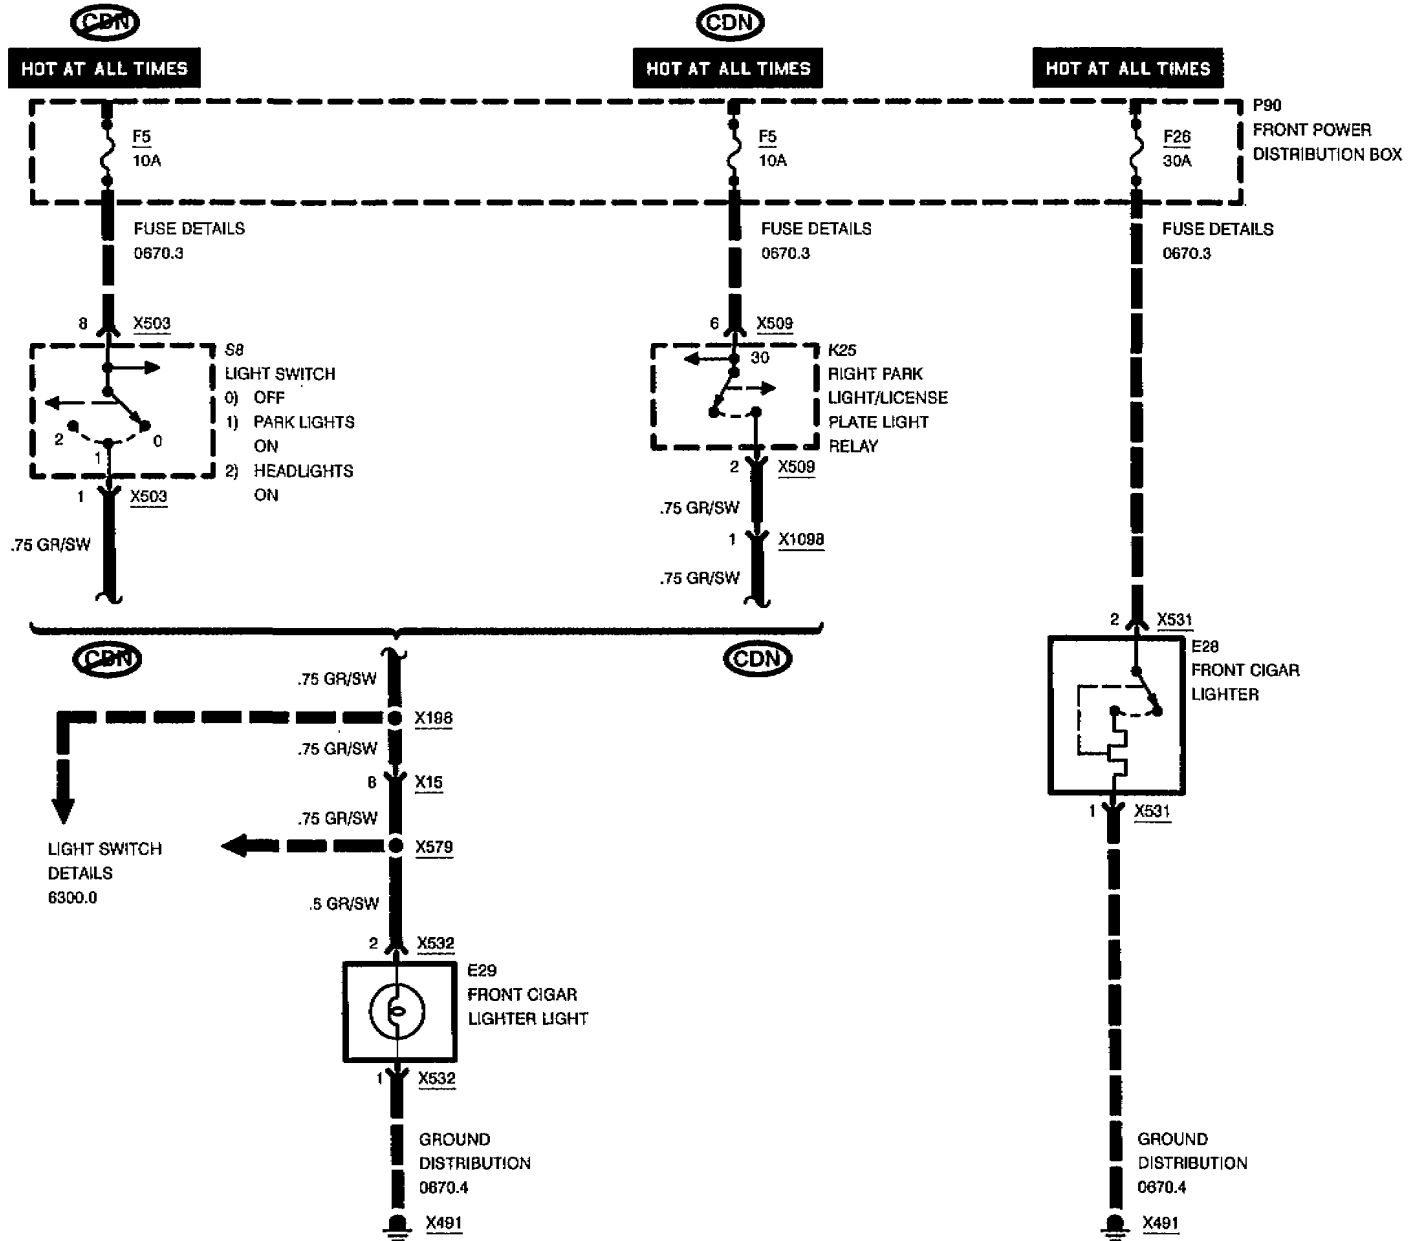 CDN
CDN
HOT AT ALL TIMES
HOT AT ALL TIMES
HOT AT ALL TIMES
F5
10A
F5
10A
F26
30A
P90
FRONT POWER
DISTRIBUTION BOX
FUSE DETAILS
0670.3
FUSE DETAILS
0670.3
FUSE DETAILS
0670.3
8 X503
6 X509
S8
LIGHT SWITCH
0) OFF
1) PARK LIGHTS
ON
2) HEADLIGHTS
ON
2
1
0
30
K25
RIGHT PARK
LIGHT/LICENSE
PLATE LIGHT
RELAY
1 X503
2 X509
.75 GR/SW
.75 GR/SW
1 X1098
.75 GR/SW
2 X531
CDN
CDN
E28
FRONT CIGAR
LIGHTER
.75 GR/SW
X198
.75 GR/SW
8 X15
.75 GR/SW
1 X531
X579
LIGHT SWITCH
DETAILS
6300.0
.5 GR/SW
2 X532
E29
FRONT CIGAR
LIGHTER LIGHT
1 X532
GROUND
DISTRIBUTION
0670.4
GROUND
DISTRIBUTION
0670.4
X491
X491